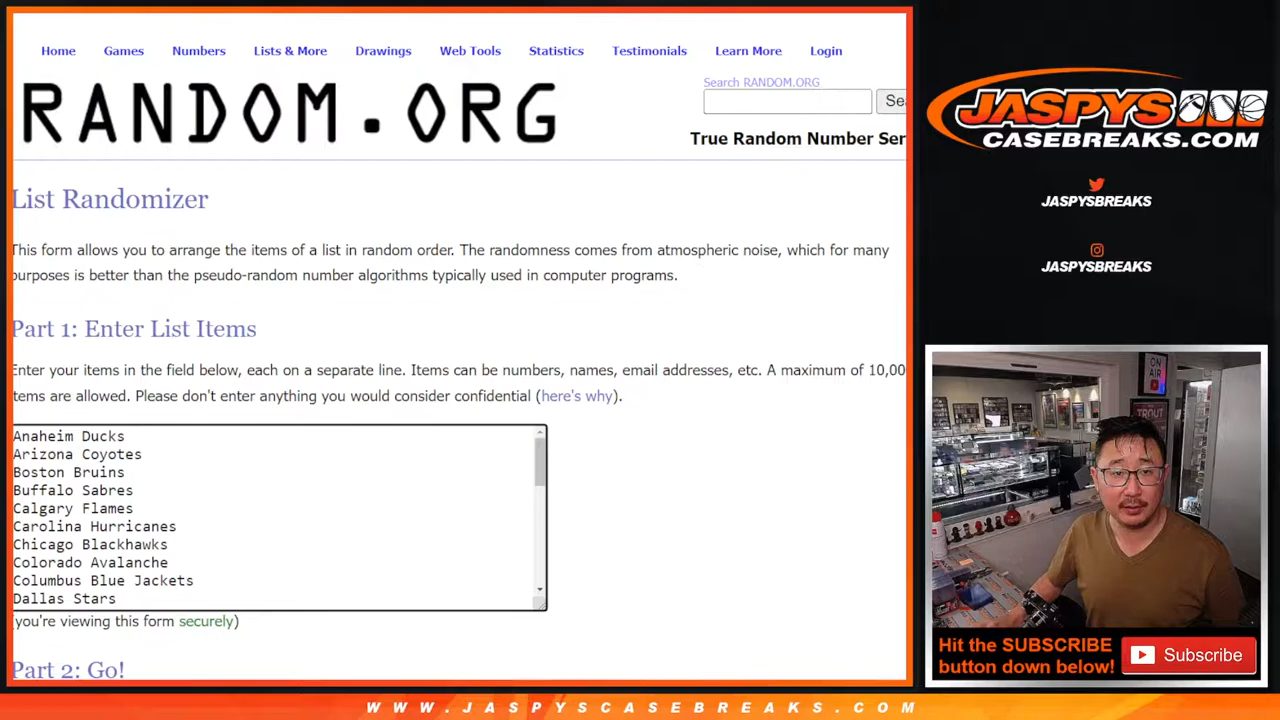 Home Games Numbers Lists & More Drawings Web Tools Statistics Testimonials Learn More Login
RANDOM.ORG
Search RANDOM.ORG
Sea
True Random Number Ser
List Randomizer
This form allows you to arrange the items of a list in random order. The randomness comes from atmospheric noise, which for many
purposes is better than the pseudo-random number algorithms typically used in computer programs.
Part 1: Enter List Items
Enter your items in the field below, each on a separate line. Items can be numbers, names, email addresses, etc. A maximum of 10,00
items are allowed. Please don't enter anything you would consider confidential (here's why).
Anaheim Ducks
Arizona Coyotes
Boston Bruins
Buffalo Sabres
Calgary Flames
Carolina Hurricanes
Chicago Blackhawks
Colorado Avalanche
Columbus Blue Jackets
Dallas Stars
(you're viewing this form securely)
Part 2: Go!
JASPYS
CASEBREAKS.COM
JASPYSBREAKS
JASPYSBREAKS
ON
AIR
TROUT
Hit the SUBSCRIBE
button down below!
Subscribe
WWW.JASPYSCASEBREAKS.COM